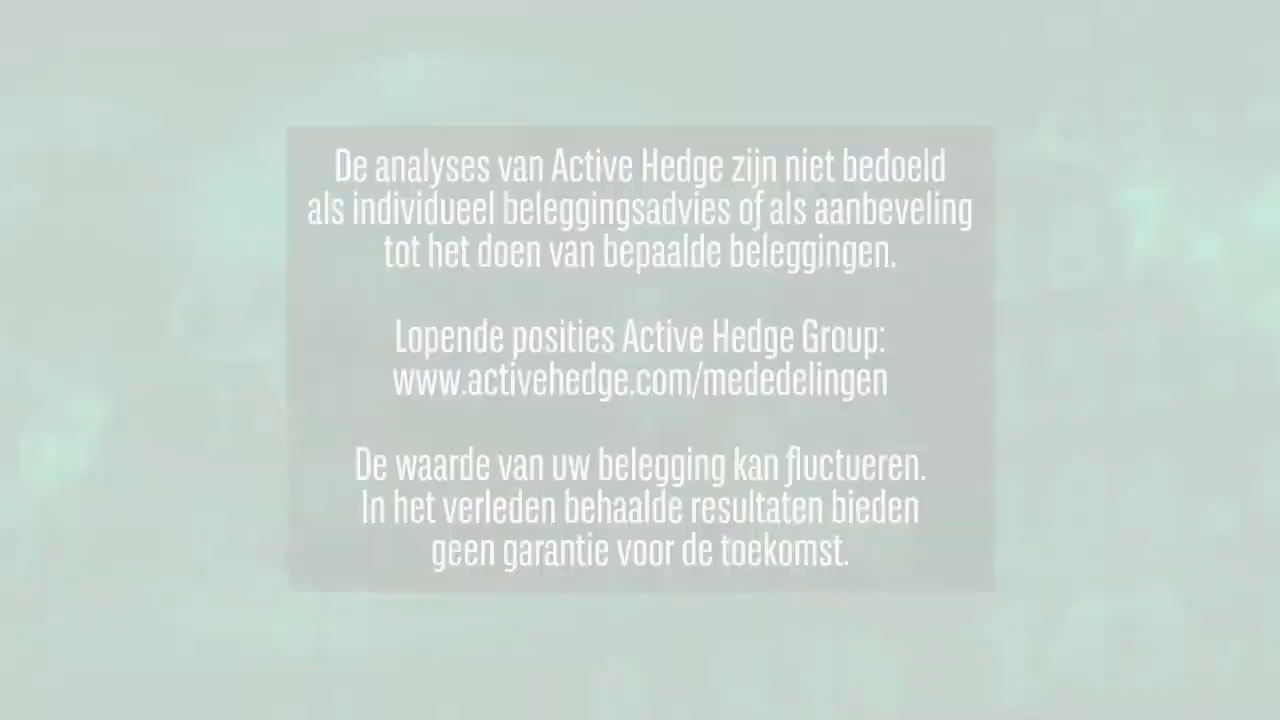 De analyses van Active Hedge zijn niet bedoeld
als individueel beleggingsadvies of als aanbeveling
tot het doen van bepaalde beleggingen.
Lopende posities Active Hedge Group:
www.activehedge.com/mededelingen
De waarde van uw belegging kan fluctueren.
In het verleden behaalde resultaten bieden
geen garantie voor de toekomst.